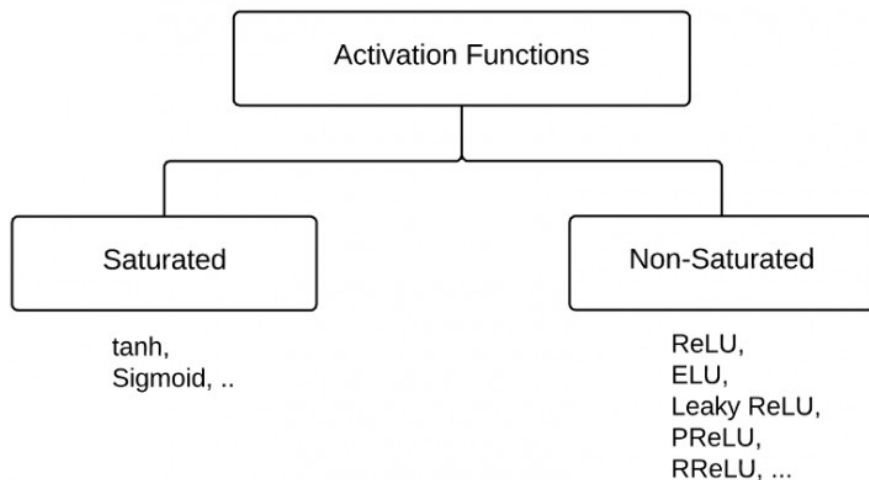 Activation Functions
Saturated
Non-Saturated
tanh,
Sigmoid, ..
ReLU,
ELU,
Leaky ReLU,
PReLU,
RReLU, ...